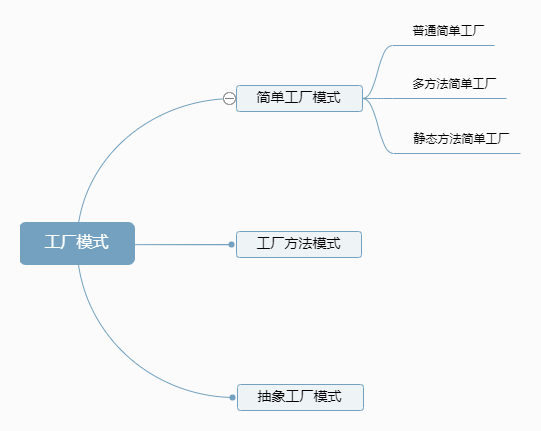 工厂模式
简单工厂模式
普通简单工厂
多方法简单工厂
静态方法简单工厂
工厂方法模式
抽象工厂模式